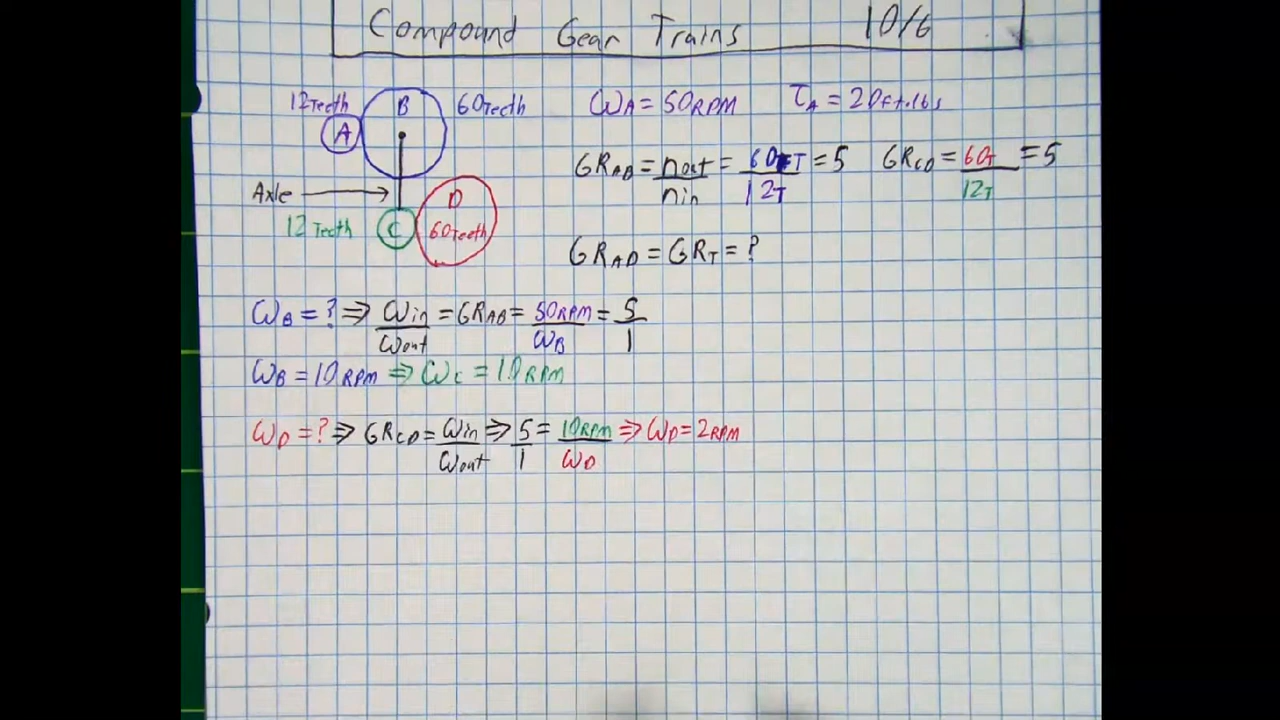 Compound Gear Trains 10/6
12 Teeth B 60 Teeth
A
ωA = 50 RPM τA = 20 ft.lbs
GRAB = nout/nin = 60T/12T = 5 GRCD = 60T/12T = 5
Axle
D
12 Teeth C 60 Teeth
GRAD = GRT = ?
ωB = ? ⇒ ωin/ωout = GRAB = 50 RPM/ωB = 5/1
ωB = 10 RPM ⇒ ωC = 10 RPM
ωD = ? ⇒ GRCD = ωin/ωout ⇒ 5/1 = 10 RPM/ωD ⇒ ωD = 2 RPM